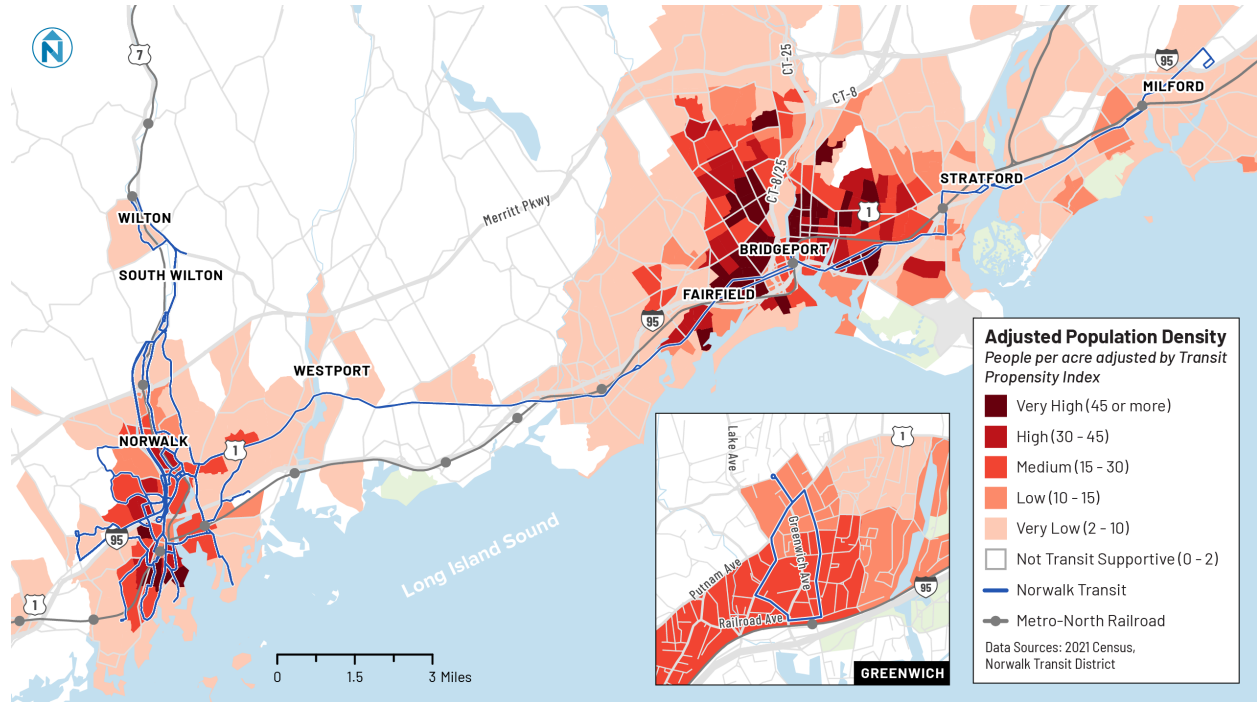 N
7
CT-25
95
MILFORD
CT-8
CT-8/25
STRATFORD
WILTON
Merritt Pkwy
1
BRIDGEPORT
SOUTH WILTON
FAIRFIELD
95
WESTPORT
NORWALK
1
95
Long Island Sound
1
0
1.5
3 Miles
Lake Ave
1
Greenwich Ave
Putnam Ave
95
Railroad Ave
GREENWICH
Adjusted Population Density
People per acre adjusted by Transit
Propensity Index
Very High (45 or more)
High (30 - 45)
Medium (15 - 30)
Low (10 - 15)
Very Low (2 - 10)
Not Transit Supportive (0 - 2)
Norwalk Transit
Metro-North Railroad
Data Sources: 2021 Census,
Norwalk Transit District